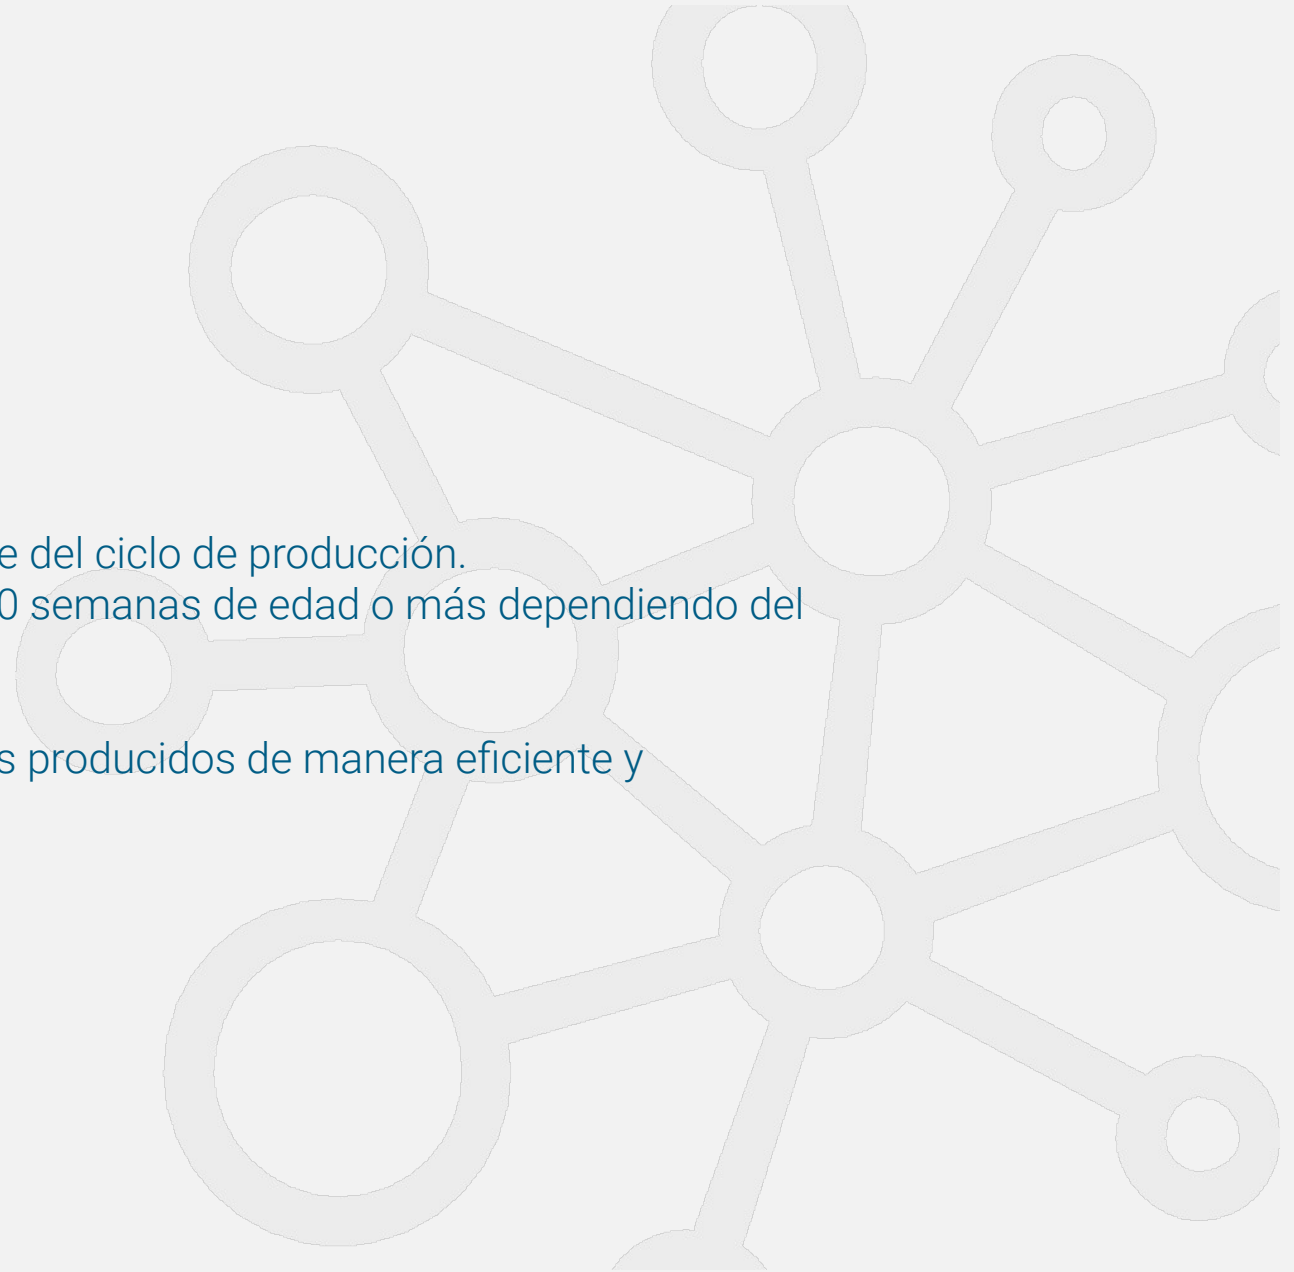 e del ciclo de producción.
0 semanas de edad o más dependiendo del
s producidos de manera eficiente y